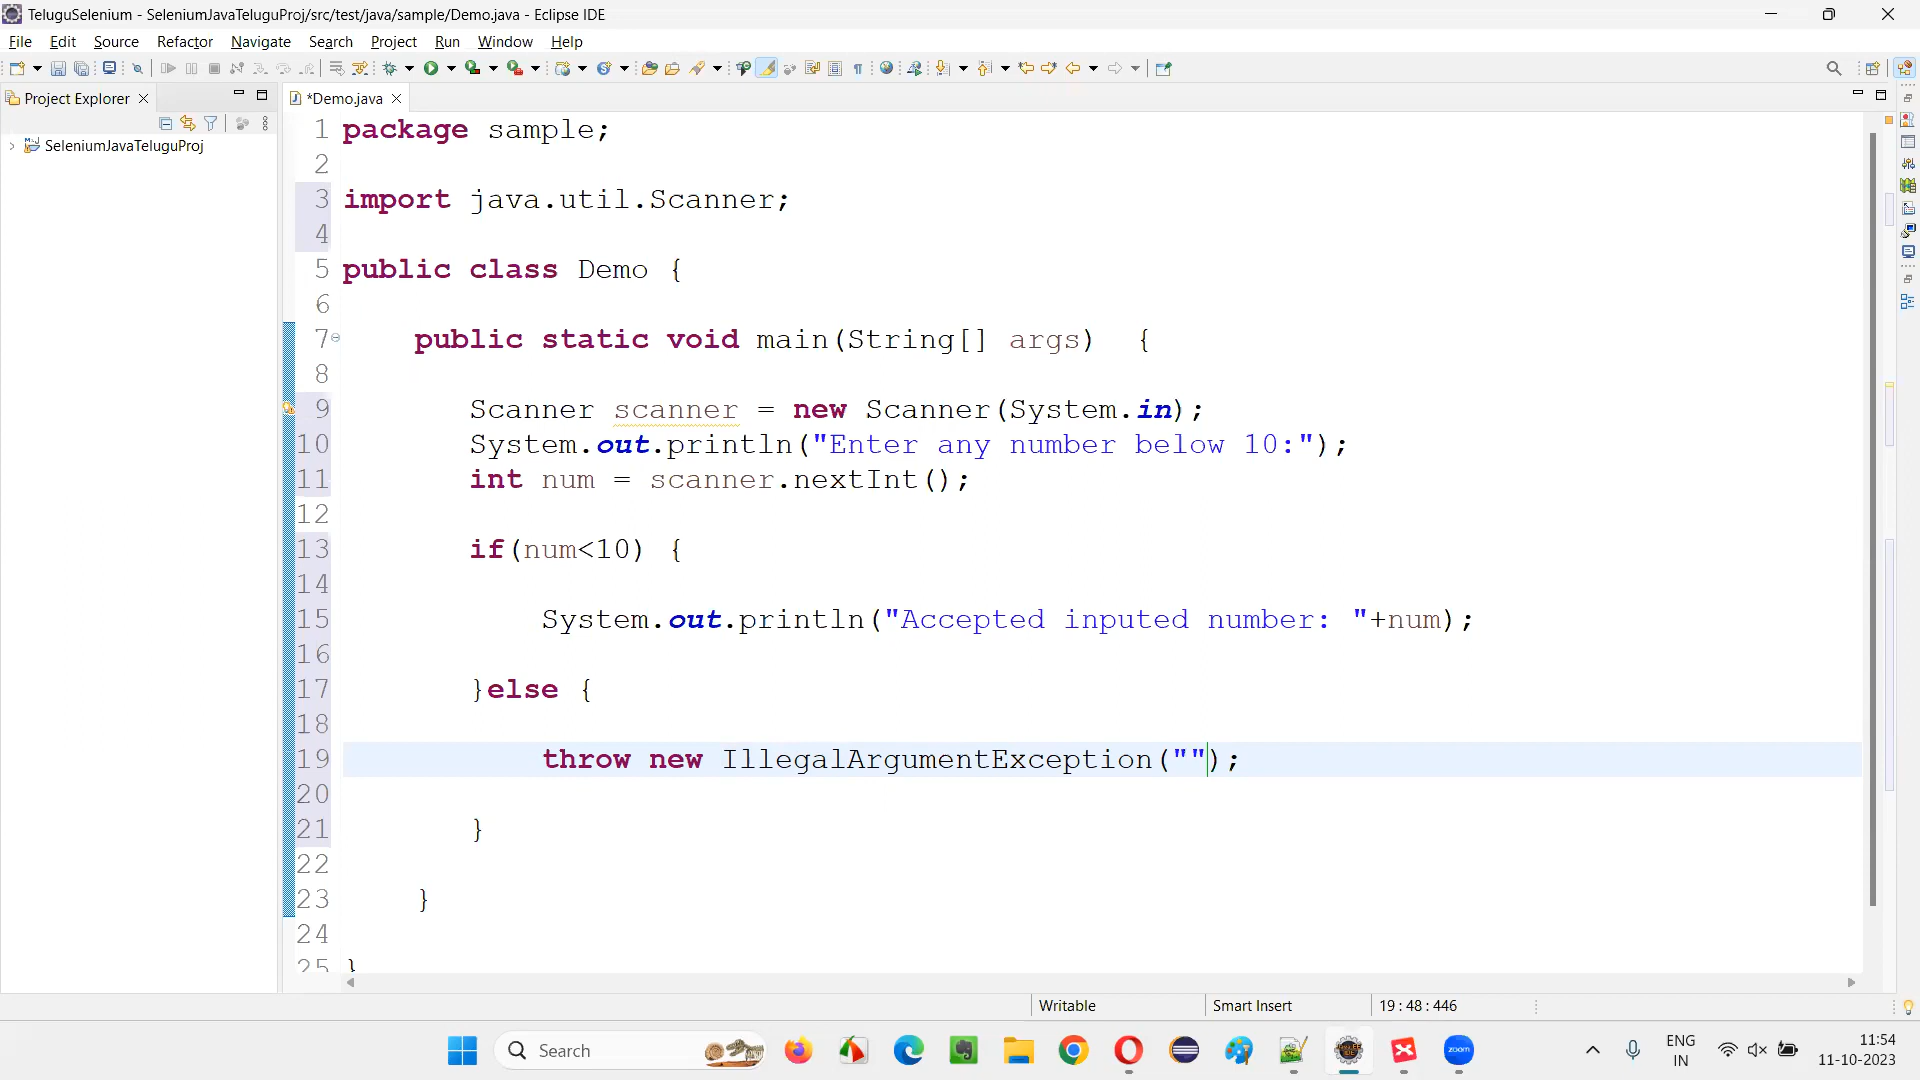 TeluguSelenium - SeleniumJavaTeluguProj/src/test/java/sample/Demo.java - Eclipse IDE
File Edit Source Refactor Navigate Search Project Run Window Help
Project Explorer
*Demo.java
SeleniumJavaTeluguProj
1 package sample;
2
3 import java.util.Scanner;
4
5 public class Demo {
6
7 public static void main(String[] args)  {
8
9 Scanner scanner = new Scanner(System.in);
10 System.out.println("Enter any number below 10:");
11 int num = scanner.nextInt();
12
13 if(num<10) {
14
15 System.out.println("Accepted inputed number: "+num);
16
17 }else {
18
19 throw new IllegalArgumentException("");
20
21 }
22
23 }
24
25 }
Writable Smart Insert 19 : 48 : 446
Search
zoom
ENG
IN
11:54
11-10-2023